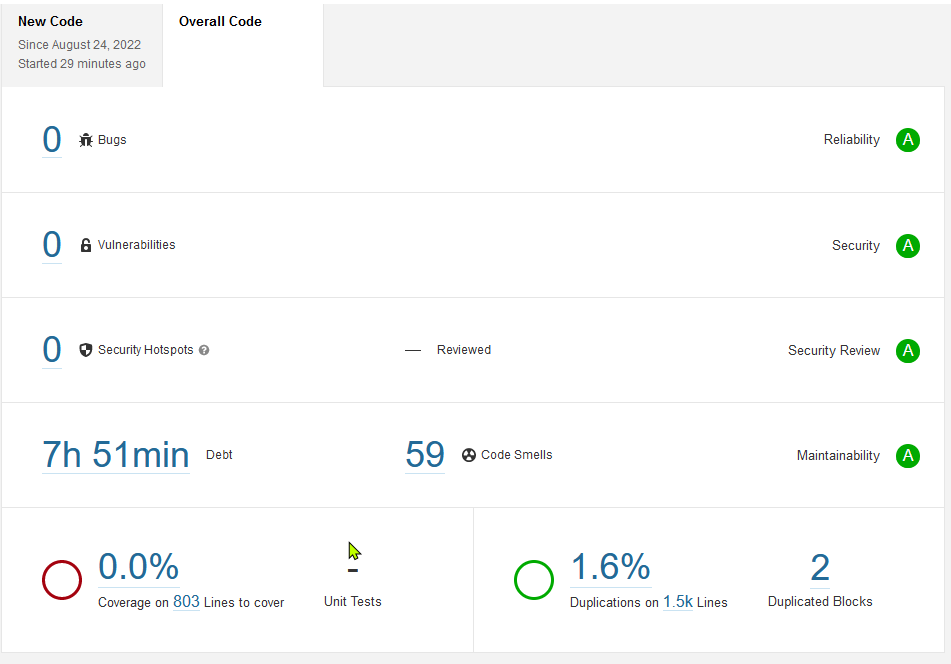 New Code
Since August 24, 2022
Started 29 minutes ago
Overall Code
0 Bugs
Reliability A
0 Vulnerabilities
Security A
0 Security Hotspots ?
— Reviewed
Security Review A
7h 51min Debt
59 Code Smells
Maintainability A
0.0%
Coverage on 803 Lines to cover
-
Unit Tests
1.6%
Duplications on 1.5k Lines
2
Duplicated Blocks